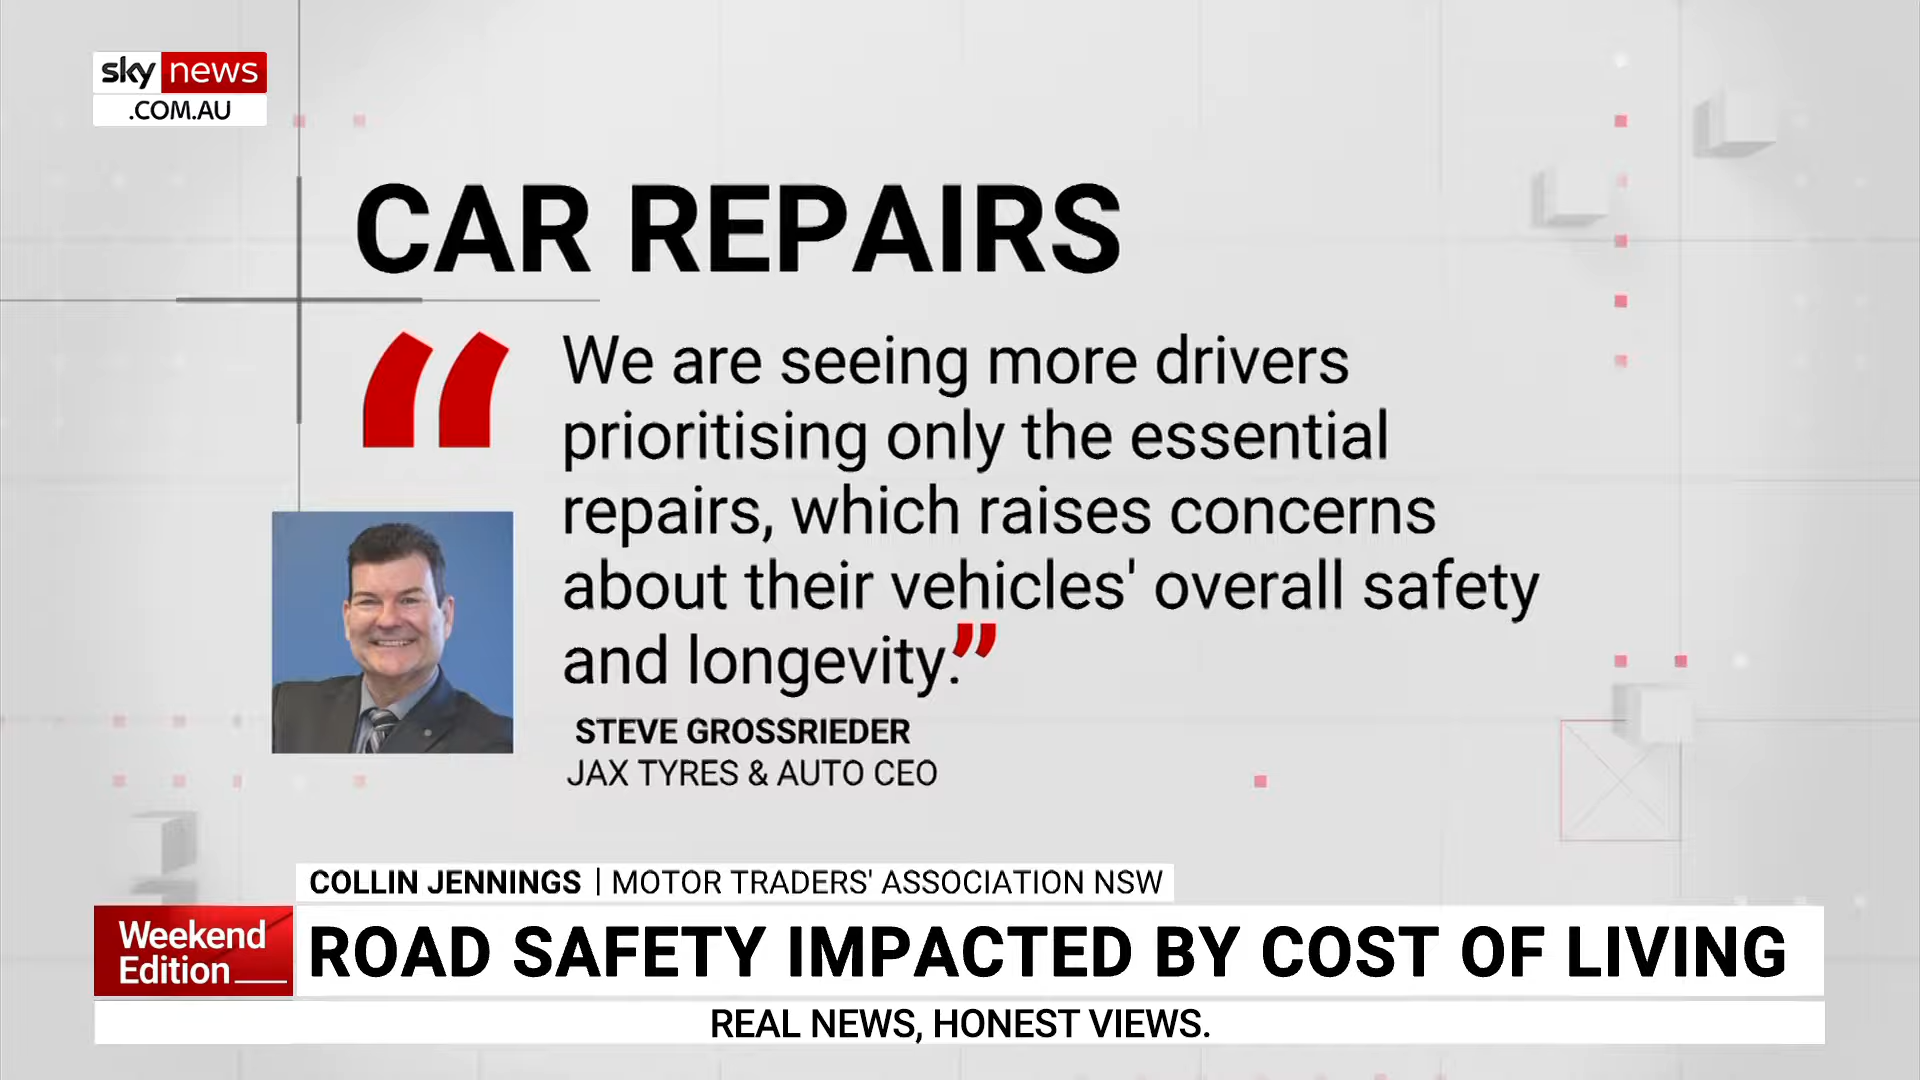 sky news
.COM.AU
CAR REPAIRS
“ We are seeing more drivers
prioritising only the essential
repairs, which raises concerns
about their vehicles' overall safety
and longevity.”
STEVE GROSSRIEDER
JAX TYRES & AUTO CEO
COLLIN JENNINGS | MOTOR TRADERS' ASSOCIATION NSW
Weekend
Edition
ROAD SAFETY IMPACTED BY COST OF LIVING
REAL NEWS, HONEST VIEWS.